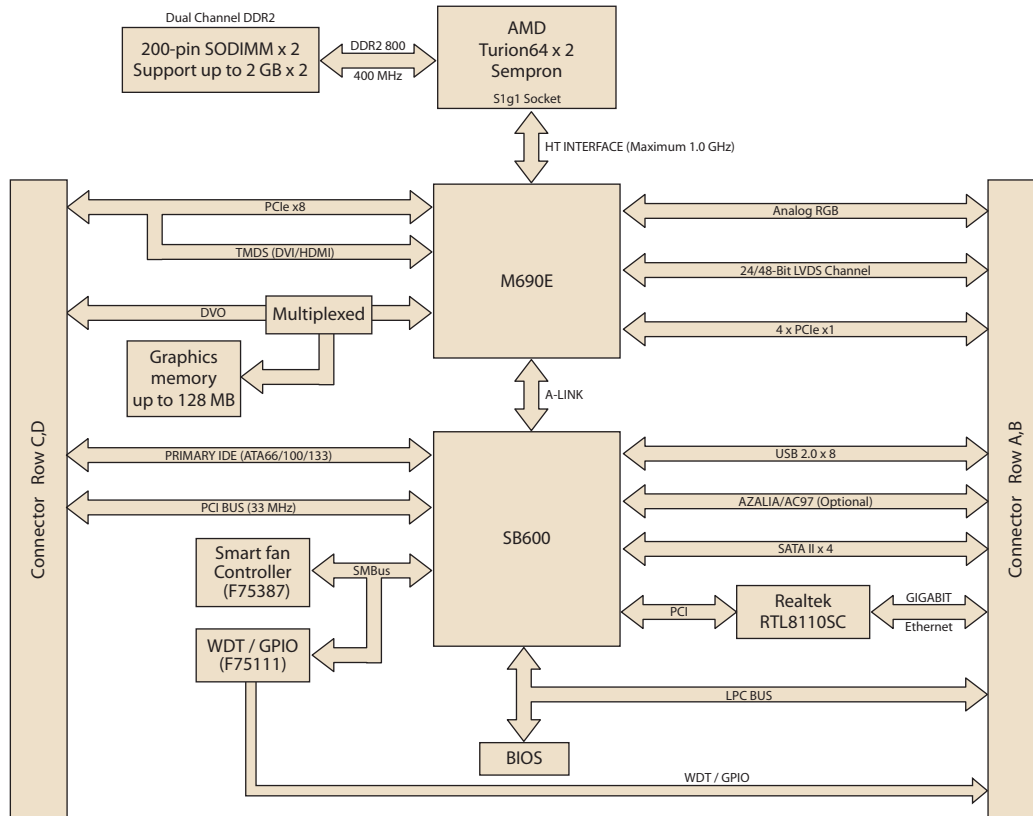 Dual Channel DDR2
200-pin SODIMM x 2
Support up to 2 GB x 2
DDR2 800
400 MHz
AMD
Turion64 x 2
Sempron
S1g1 Socket
HT INTERFACE (Maximum 1.0 GHz)
Connector Row C,D
PCIe x8
TMDS (DVI/HDMI)
DVO
Multiplexed
Graphics
memory
up to 128 MB
M690E
Analog RGB
24/48-Bit LVDS Channel
4 x PCIe x1
A-LINK
Connector Row A,B
PRIMARY IDE (ATA66/100/133)
PCI BUS (33 MHz)
Smart fan
Controller
(F75387)
SMBus
WDT / GPIO
(F75111)
SB600
USB 2.0 x 8
AZALIA/AC97 (Optional)
SATA II x 4
PCI
Realtek
RTL8110SC
GIGABIT
Ethernet
LPC BUS
BIOS
WDT / GPIO